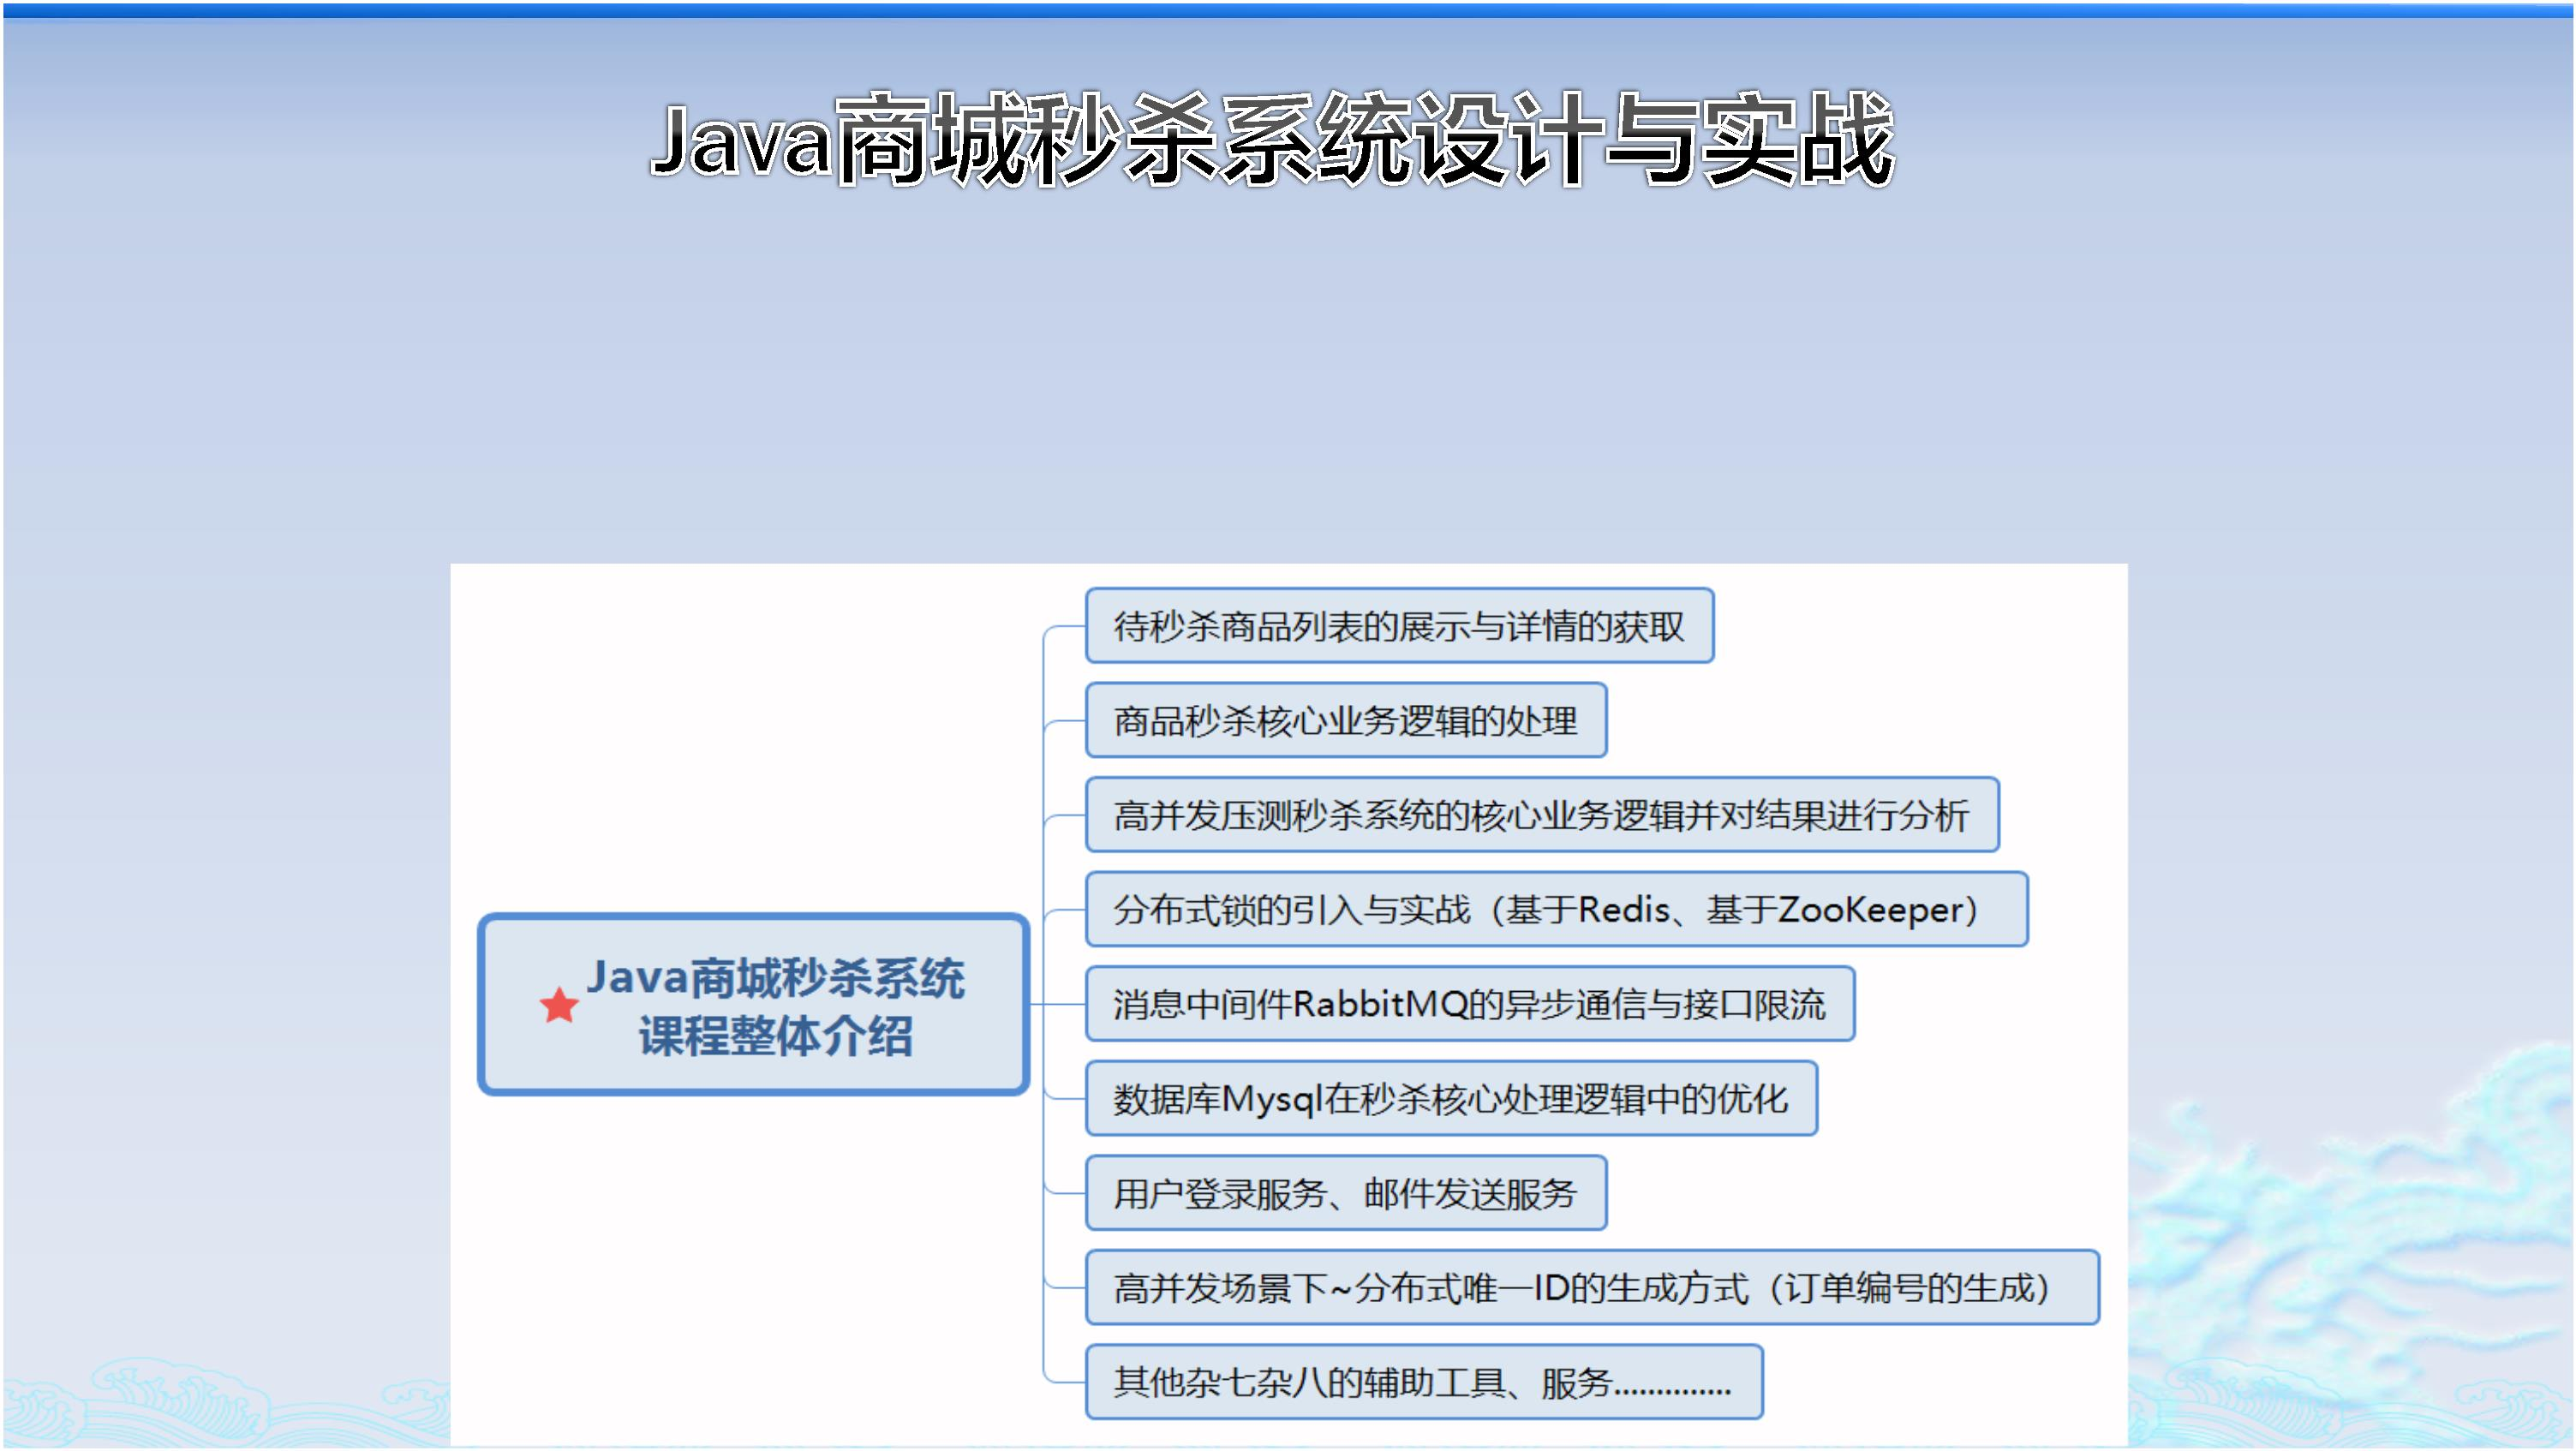 Java商城秒杀系统设计与实战
待秒杀商品列表的展示与详情的获取
商品秒杀核心业务逻辑的处理
高并发压测秒杀系统的核心业务逻辑并对结果进行分析
分布式锁的引入与实战（基于Redis、基于ZooKeeper）
Java商城秒杀系统
课程整体介绍
消息中间件RabbitMQ的异步通信与接口限流
数据库Mysql在秒杀核心处理逻辑中的优化
用户登录服务、邮件发送服务
高并发场景下~分布式唯一ID的生成方式（订单编号的生成）
其他杂七杂八的辅助工具、服务..............